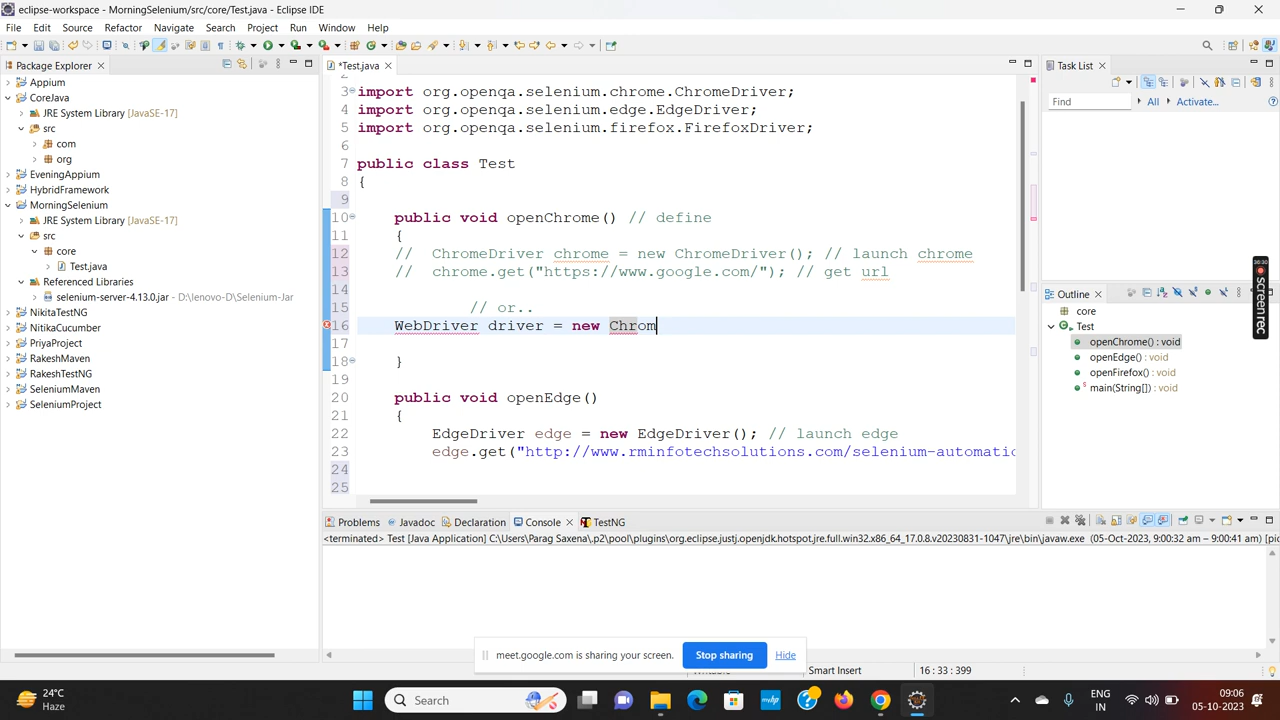 eclipse-workspace - MorningSelenium/src/core/Test.java - Eclipse IDE
File Edit Source Refactor Navigate Search Project Run Window Help
Package Explorer
Appium
CoreJava
JRE System Library [JavaSE-17]
src
com
org
EveningAppium
HybridFramework
MorningSelenium
JRE System Library [JavaSE-17]
src
core
Test.java
Referenced Libraries
selenium-server-4.13.0.jar - D:\lenovo-D\Selenium-Jar
NikitaTestNG
NitikaCucumber
PriyaProject
RakeshMaven
RakeshTestNG
SeleniumMaven
SeleniumProject
*Test.java
2
3 import org.openqa.selenium.chrome.ChromeDriver;
4 import org.openqa.selenium.edge.EdgeDriver;
5 import org.openqa.selenium.firefox.FirefoxDriver;
6
7 public class Test
8 {
9
10 public void openChrome() // define
11 {
12 // ChromeDriver chrome = new ChromeDriver(); // launch chrome
13 // chrome.get("https://www.google.com/"); // get url
14
15 // or..
16 WebDriver driver = new Chrom
17
18 }
19
20 public void openEdge()
21 {
22 EdgeDriver edge = new EdgeDriver(); // launch edge
23 edge.get("http://www.rminfotechsolutions.com/selenium-automatic
24
25
Task List
Find All Activate...
Outline
core
Test
openChrome() : void
openEdge() : void
openFirefox() : void
main(String[]) : void
screen rec
Problems Javadoc Declaration Console TestNG
<terminated> Test [Java Application] C:\Users\Parag Saxena\.p2\pool\plugins\org.eclipse.justj.openjdk.hotspot.jre.full.win32.x86_64_17.0.8.v20230831-1047\jre\bin\javaw.exe (05-Oct-2023, 9:00:32 am – 9:00:41 am) [pic
meet.google.com is sharing your screen. Stop sharing Hide
Writable Smart Insert 16 : 33 : 399
24°C
Haze
Search
ENG
IN
09:06
05-10-2023